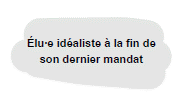 Élu·e idéaliste à la fin de
son dernier mandat